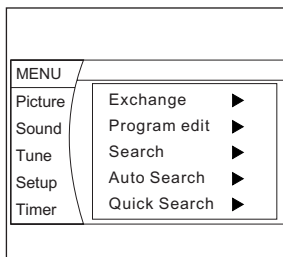 MENU
Picture
Sound
Tune
Setup
Timer
Exchange ▶
Program edit ▶
Search ▶
Auto Search ▶
Quick Search ▶